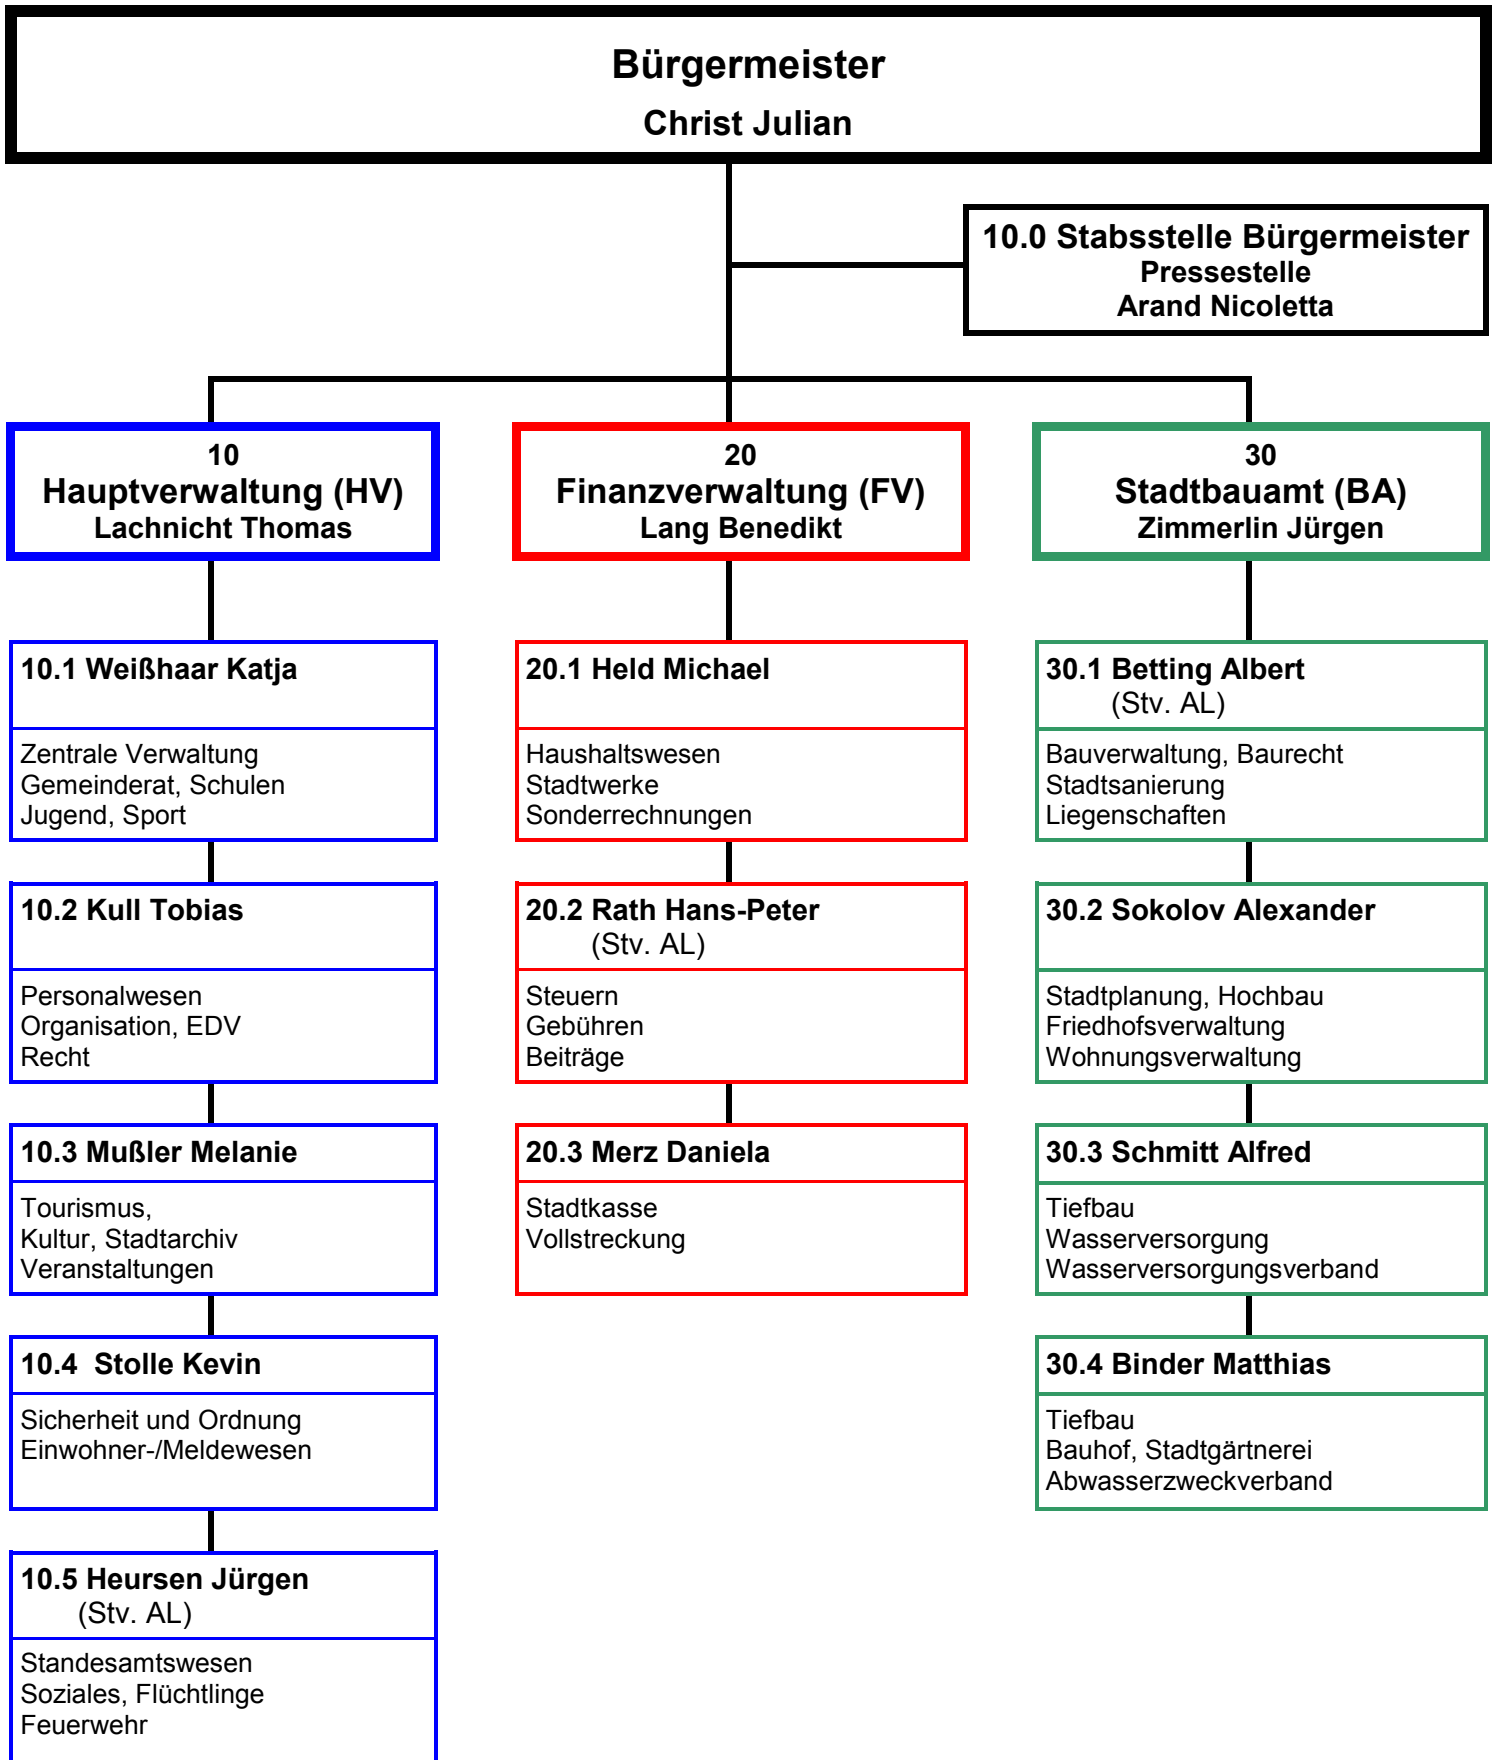 Bürgermeister
Christ Julian
10.0 Stabsstelle Bürgermeister
Pressestelle
Arand Nicoletta
10
Hauptverwaltung (HV)
Lachnicht Thomas
20
Finanzverwaltung (FV)
Lang Benedikt
30
Stadtbauamt (BA)
Zimmerlin Jürgen
10.1 Weißhaar Katja
Zentrale Verwaltung
Gemeinderat, Schulen
Jugend, Sport
10.2 Kull Tobias
Personalwesen
Organisation, EDV
Recht
10.3 Mußler Melanie
Tourismus,
Kultur, Stadtarchiv
Veranstaltungen
10.4  Stolle Kevin
Sicherheit und Ordnung
Einwohner-/Meldewesen
10.5 Heursen Jürgen
(Stv. AL)
Standesamtswesen
Soziales, Flüchtlinge
Feuerwehr
20.1 Held Michael
Haushaltswesen
Stadtwerke
Sonderrechnungen
20.2 Rath Hans-Peter
(Stv. AL)
Steuern
Gebühren
Beiträge
20.3 Merz Daniela
Stadtkasse
Vollstreckung
30.1 Betting Albert
(Stv. AL)
Bauverwaltung, Baurecht
Stadtsanierung
Liegenschaften
30.2 Sokolov Alexander
Stadtplanung, Hochbau
Friedhofsverwaltung
Wohnungsverwaltung
30.3 Schmitt Alfred
Tiefbau
Wasserversorgung
Wasserversorgungsverband
30.4 Binder Matthias
Tiefbau
Bauhof, Stadtgärtnerei
Abwasserzweckverband